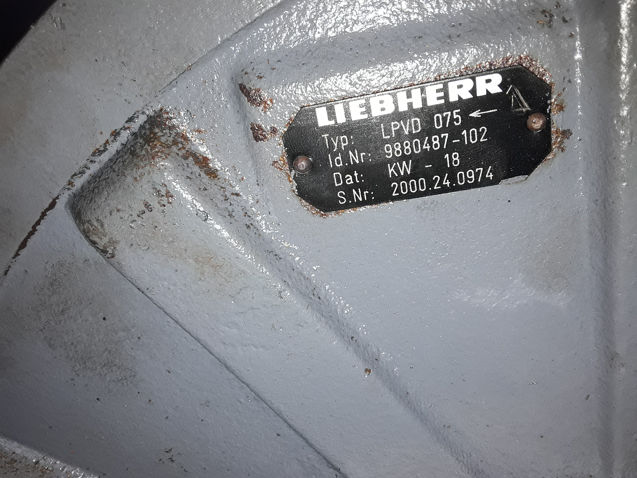 LIEBHERR
Typ: LPVD 075 ←
Id.Nr: 9880487-102
Dat: KW - 18
S.Nr: 2000.24.0974